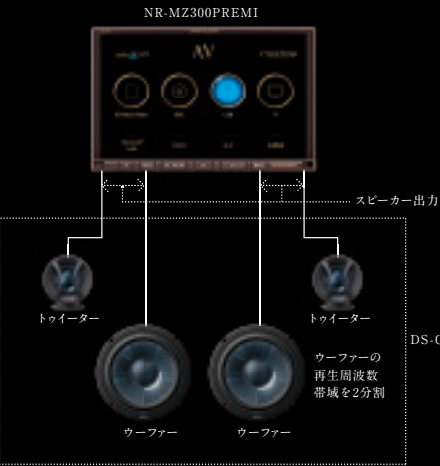 NR-MZ300PREMI
AV
スピーカー出力
トゥイーター
トゥイーター
DS-G
ウーファーの
再生周波数
帯域を2分割
ウーファー
ウーファー